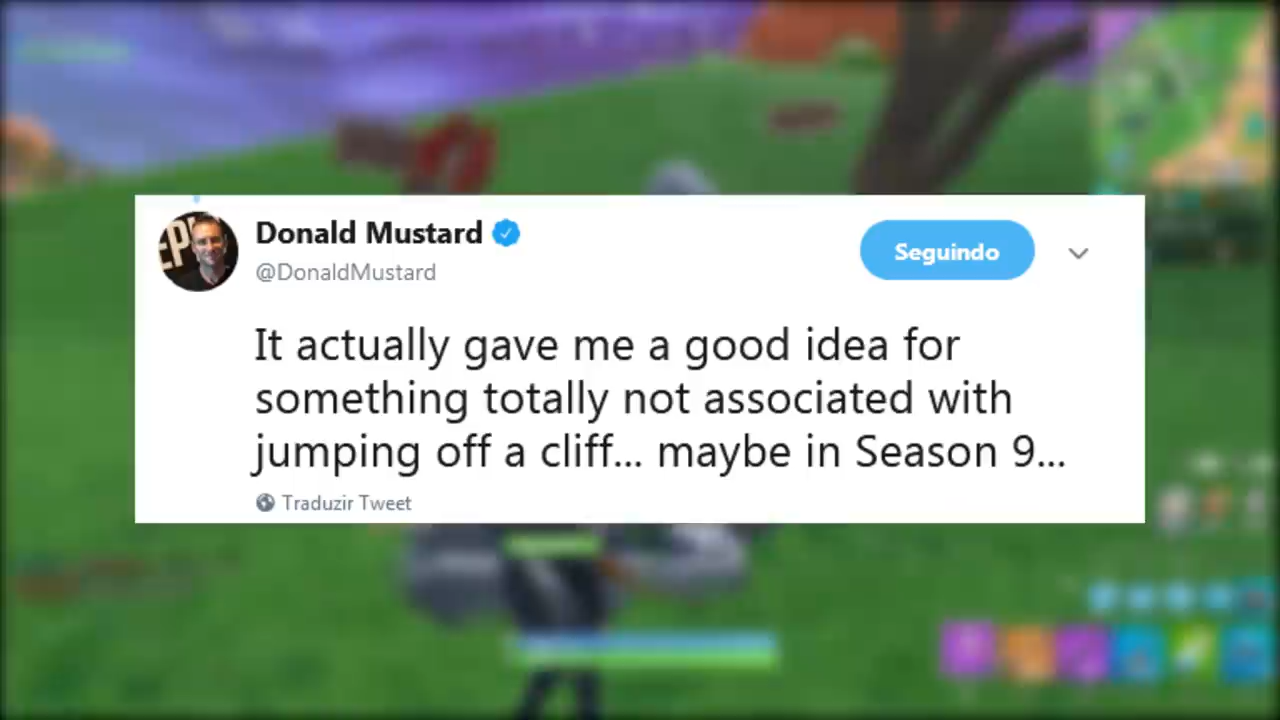 Donald Mustard
@DonaldMustard
Seguindo
It actually gave me a good idea for
something totally not associated with
jumping off a cliff... maybe in Season 9...
Traduzir Tweet